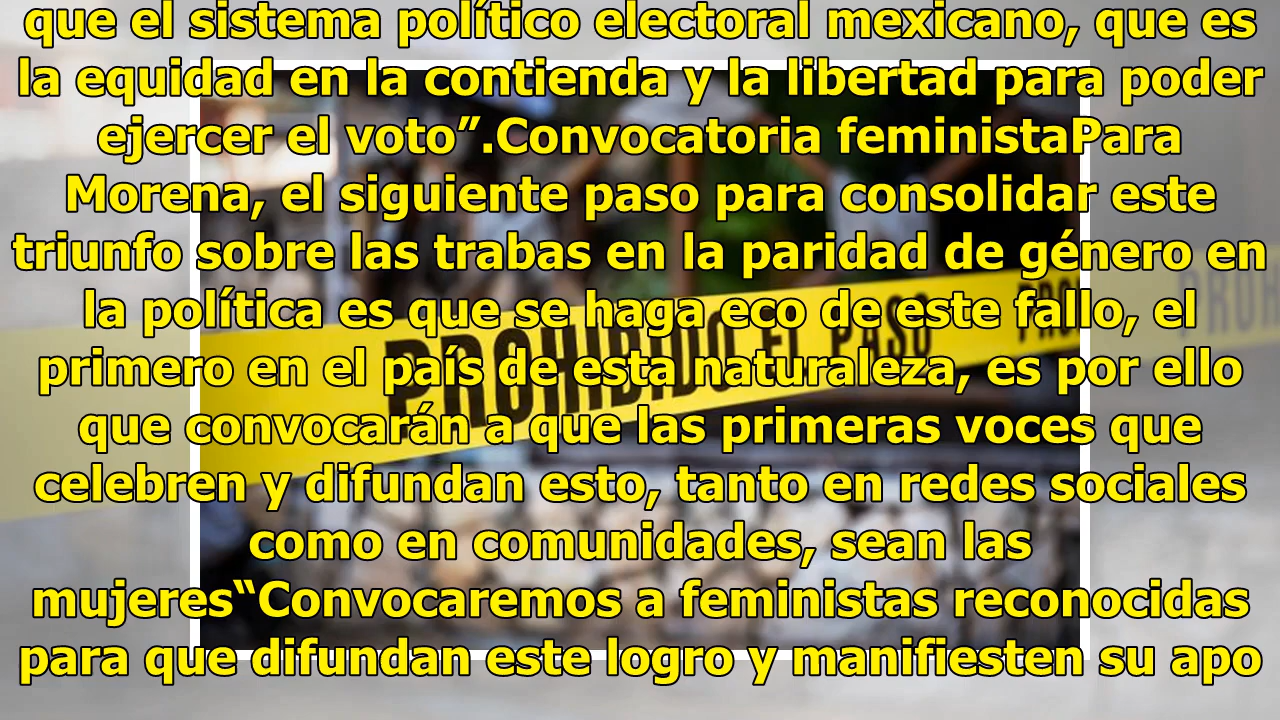 que el sistema político electoral mexicano, que es
la equidad en la contienda y la libertad para poder
ejercer el voto”.Convocatoria feministaPara
Morena, el siguiente paso para consolidar este
triunfo sobre las trabas en la paridad de género en
la política es que se haga eco de este fallo, el
primero en el país de esta naturaleza, es por ello
que convocarán a que las primeras voces que
celebren y difundan esto, tanto en redes sociales
como en comunidades, sean las
mujeres“Convocaremos a feministas reconocidas
para que difundan este logro y manifiesten su apo
PROHIBIDO EL PASO
PROH